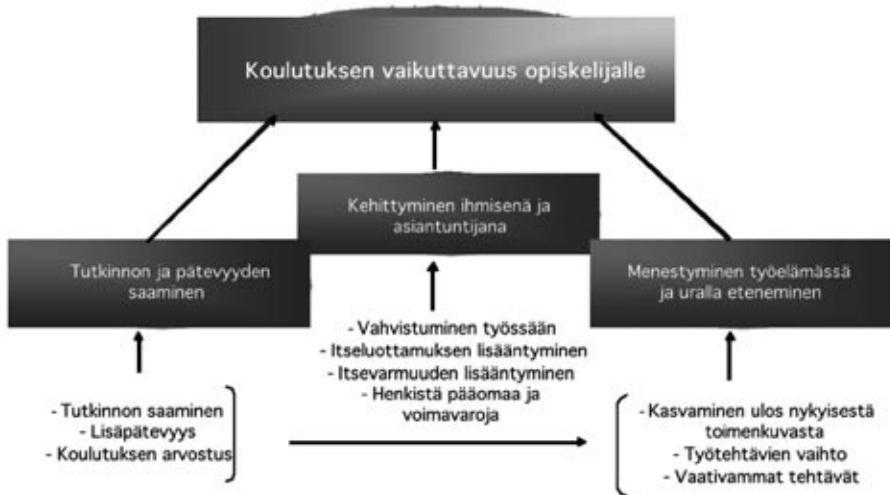 Koulutuksen vaikuttavuus opiskelijalle
Kehittyminen ihmisenä ja
asiantuntijana
Tutkinnon ja pätevyyden
saaminen
Menestyminen työelämässä
ja uralla eteneminen
- Vahvistuminen työssään
- Itseluottamuksen lisääntyminen
- Itsevarmuuden lisääntyminen
- Henkistä pääomaa ja
voimavaroja
- Tutkinnon saaminen
- Lisäpätevyys
- Koulutuksen arvostus
- Kasvaminen ulos nykyisestä
toimenkuvasta
- Työtehtävien vaihto
- Vaativammat tehtävät